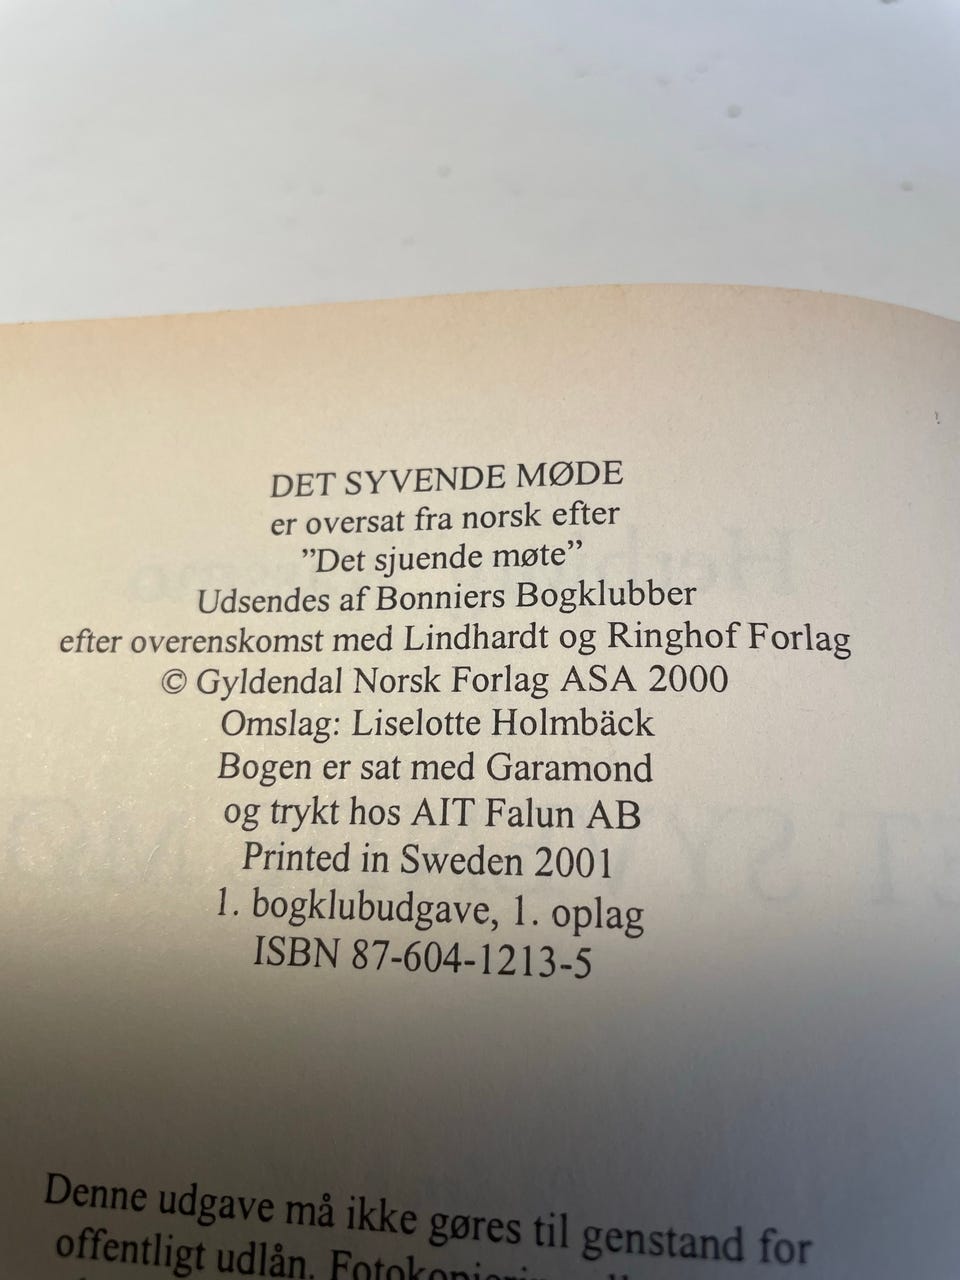 DET SYVENDE MØDE
er oversat fra norsk efter
”Det sjuende møte”
Udsendes af Bonniers Bogklubber
efter overenskomst med Lindhardt og Ringhof Forlag
© Gyldendal Norsk Forlag ASA 2000
Omslag: Liselotte Holmbäck
Bogen er sat med Garamond
og trykt hos AIT Falun AB
Printed in Sweden 2001
1. bogklubudgave, 1. oplag
ISBN 87-604-1213-5
Denne udgave må ikke gøres til genstand for
offentligt udlån.